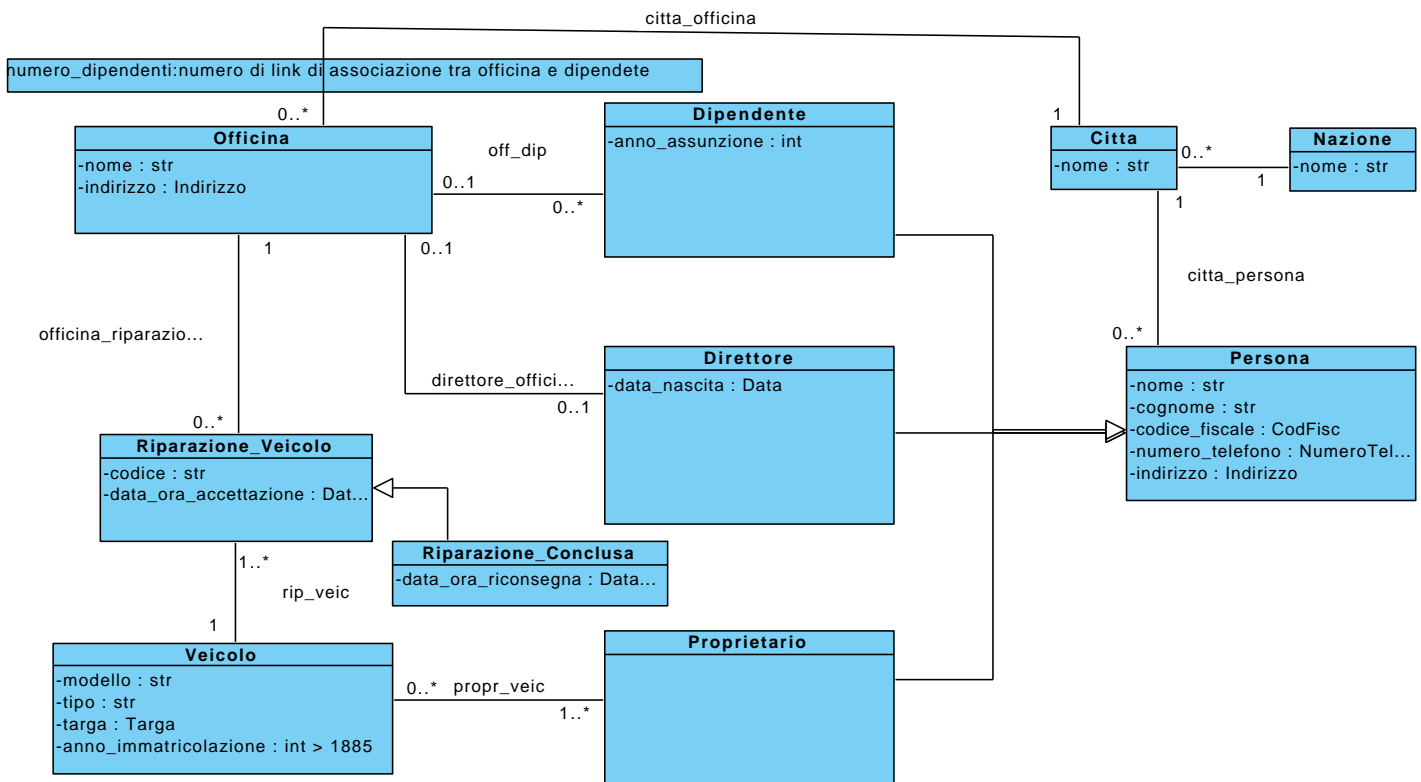 citta_officina
numero_dipendenti:numero di link di associazione tra officina e dipendete
0..*
1
Officina
-nome : str
-indirizzo : Indirizzo
off_dip
0..1
0..*
Dipendente
-anno_assunzione : int
Citta
-nome : str
0..*
1
Nazione
-nome : str
1
0..1
1
citta_persona
0..*
officina_riparazio...
direttore_offici...
0..1
Direttore
-data_nascita : Data
Persona
-nome : str
-cognome : str
-codice_fiscale : CodFisc
-numero_telefono : NumeroTel...
-indirizzo : Indirizzo
0..*
Riparazione_Veicolo
-codice : str
-data_ora_accettazione : Dat...
Riparazione_Conclusa
-data_ora_riconsegna : Data...
1..*
rip_veic
1
Veicolo
-modello : str
-tipo : str
-targa : Targa
-anno_immatricolazione : int > 1885
0..*
propr_veic
1..*
Proprietario